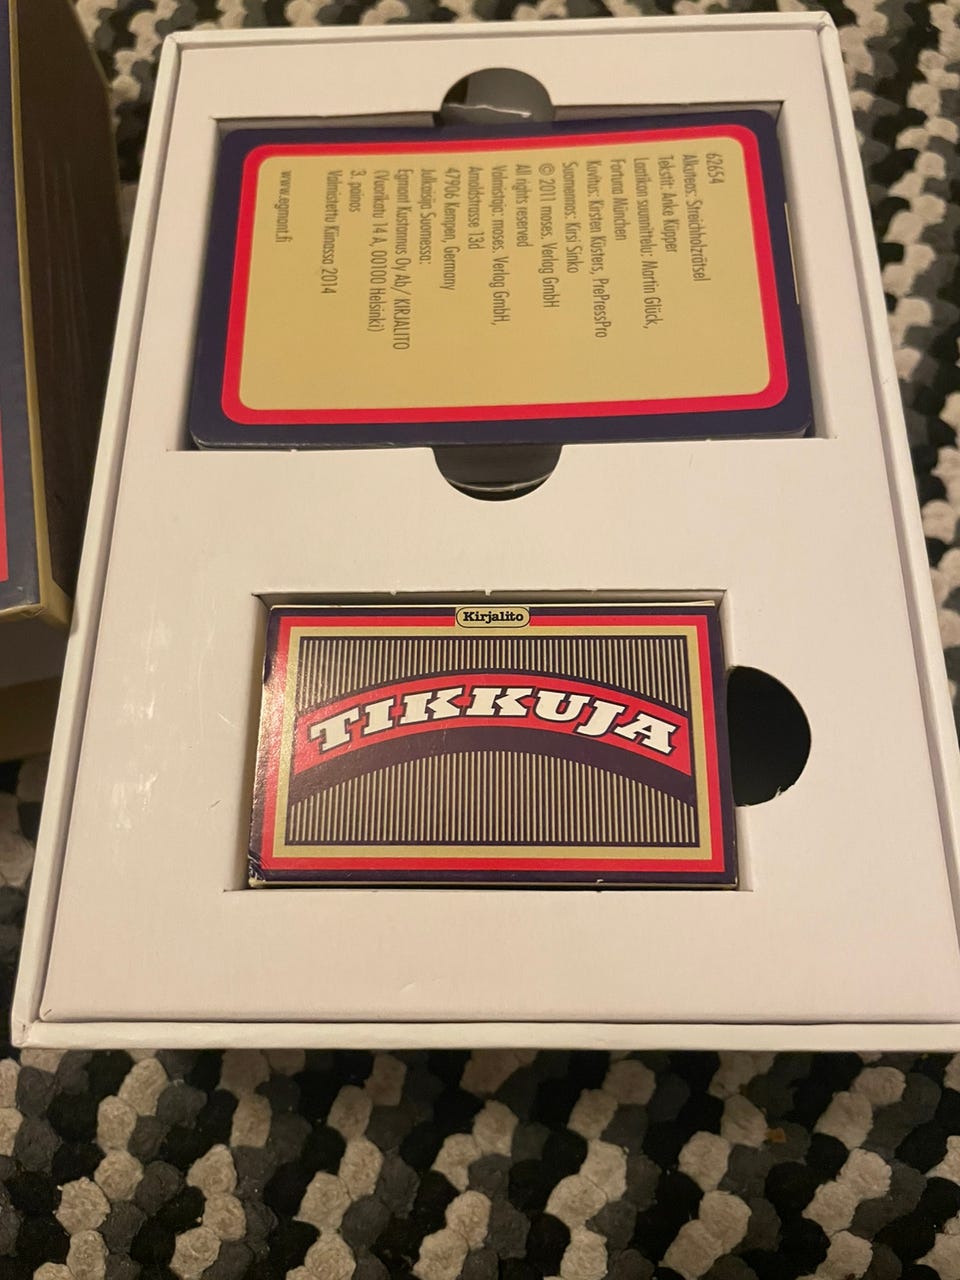 62654
Alkuteos: Streichholzrätsel
Tekstit: Anke Küpper
Laatikon suunnittelu: Martin Glück,
Fortuna München
Kuvitus: Kirsten Küsters, PrePressPro
Suomennos: Kirsi Sinko
© 2011 moses. Verlag GmbH
All rights reserved
Valmistaja: moses. Verlag GmbH,
Arnoldstrasse 13d
47906 Kempen, Germany
Julkaisija Suomessa:
Egmont Kustannus Oy Ab/ KIRJALITO
(Vuorikatu 14 A, 00100 Helsinki)
3. painos
Valmistettu Kiinassa 2014
www.egmont.fi
Kirjalito
TIKKUJA